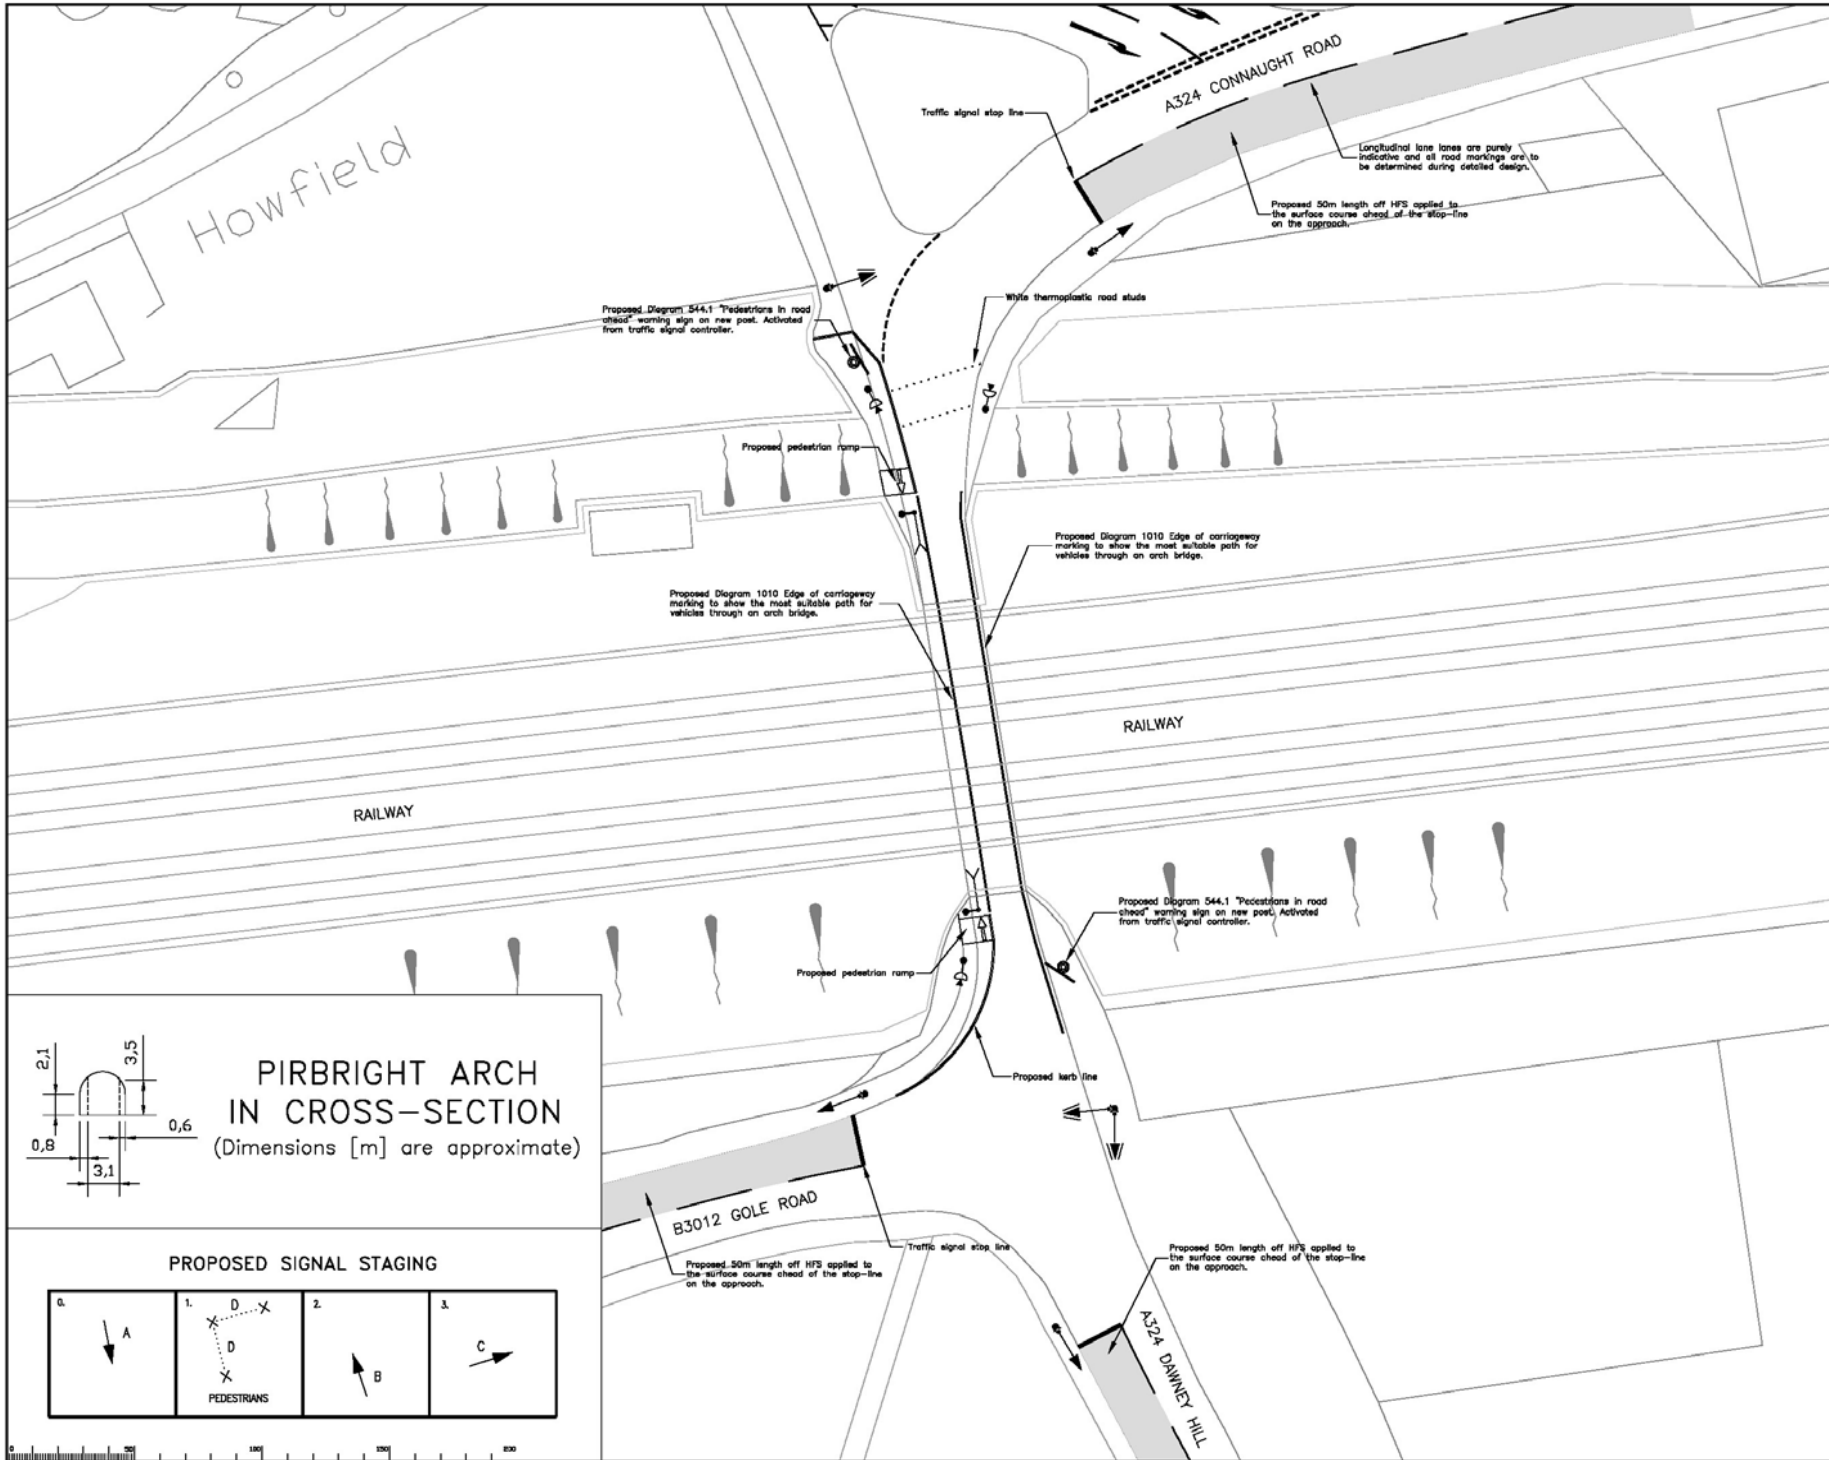 A324 CONNAUGHT ROAD
Traffic signal stop line
Longitudinal lane lanes are purely
indicative and all road markings are to
be determined during detailed design.
Howfield
Proposed 50m length off HFS applied to
the surface course ahead of the stop-line
on the approach.
White thermoplastic road studs
Proposed Diagram 544.1 "Pedestrians in road
ahead" warning sign on new post. Activated
from traffic signal controller.
Proposed pedestrian ramp
Proposed Diagram 1010 Edge of carriageway
marking to show the most suitable path for
vehicles through an arch bridge.
Proposed Diagram 1010 Edge of carriageway
marking to show the most suitable path for
vehicles through an arch bridge.
RAILWAY
RAILWAY
Proposed Diagram 544.1 "Pedestrians in road
ahead" warning sign on new post. Activated
from traffic signal controller.
Proposed pedestrian ramp
Proposed kerb line
2,1
3,5
0,8
0,6
3,1
PIRBRIGHT ARCH
IN CROSS-SECTION
(Dimensions [m] are approximate)
B3012 GOLE ROAD
Traffic signal stop line
Proposed 50m length off HFS applied to
the surface course ahead of the stop-line
on the approach.
Proposed 50m length off HFS applied to
the surface course ahead of the stop-line
on the approach.
A324 DAWNEY HILL
PROPOSED SIGNAL STAGING
0.
A
1.
D
D
PEDESTRIANS
2.
B
3.
C
0
50
100
150
200